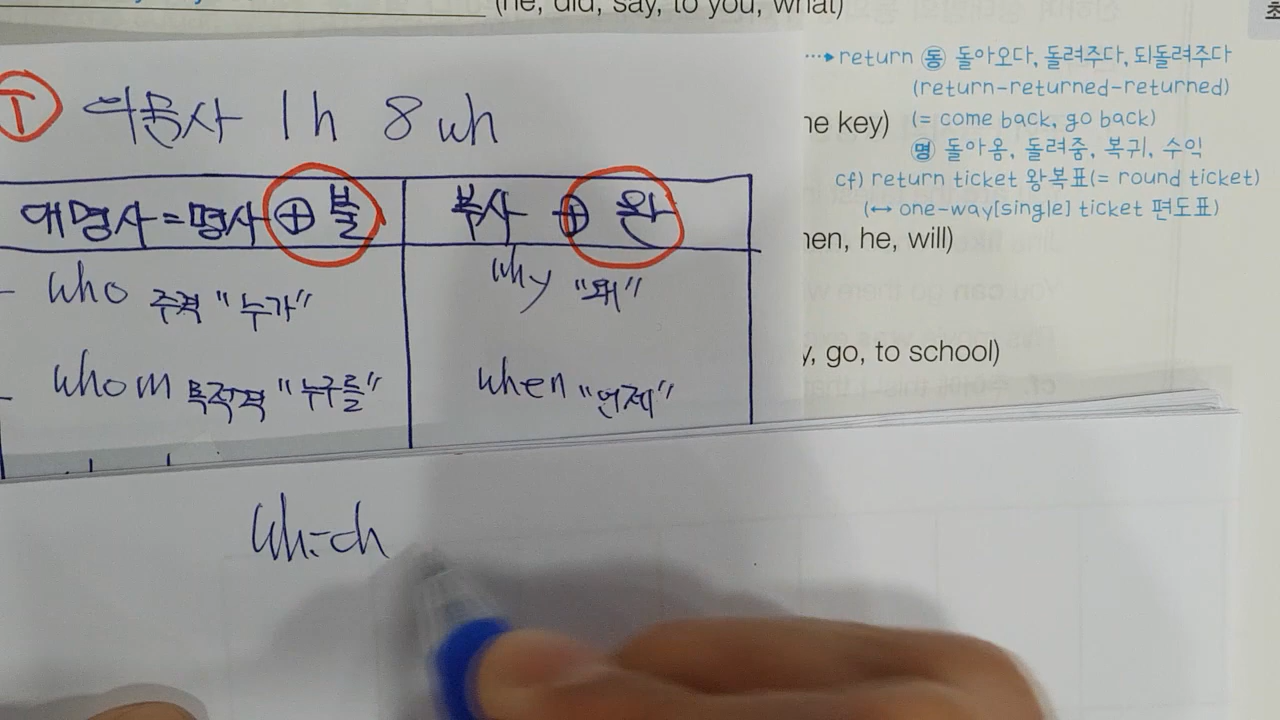 (he, did, say, to you, what)
return 동 돌아오다, 돌려주다, 되돌려주다
(return-returned-returned)
(= come back, go back)
명 돌아옴, 돌려줌, 복귀, 수익
cf) return ticket 왕복표(= round ticket)
(↔ one-way[single] ticket 편도표)
he key)
hen, he, will)
y, go, to school)
1h 8 wh
대명사=명사 ⊕ 불
부사 ⊕ 완
who 주격 "누가"
why "왜"
whom 목적격 "누구를"
when "언제"
which